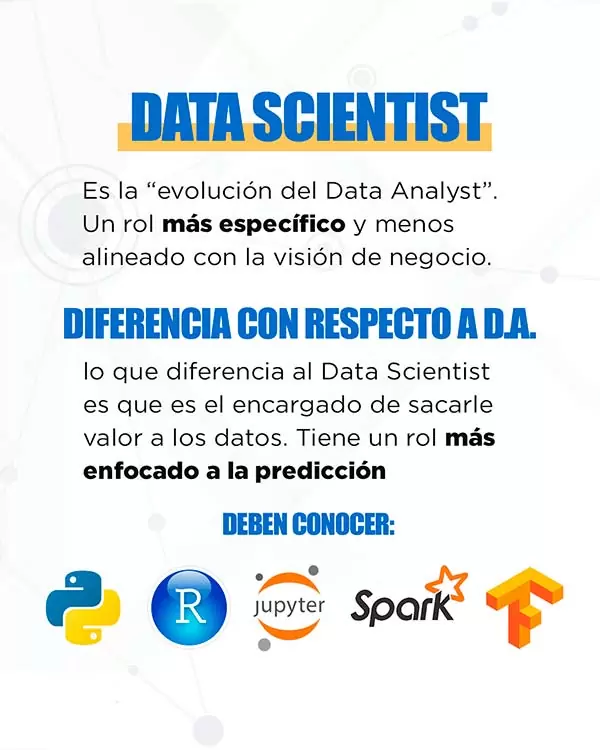 DATA SCIENTIST
Es la “evolución del Data Analyst”.
Un rol más específico y menos
alineado con la visión de negocio.
DIFERENCIA CON RESPECTO A D.A.
lo que diferencia al Data Scientist
es que es el encargado de sacarle
valor a los datos. Tiene un rol más
enfocado a la predicción
DEBEN CONOCER:
R jupyter Spark